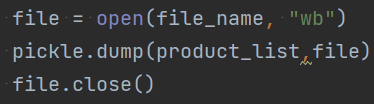 file = open(file_name, "wb")
pickle.dump(product_list,file)
file.close()